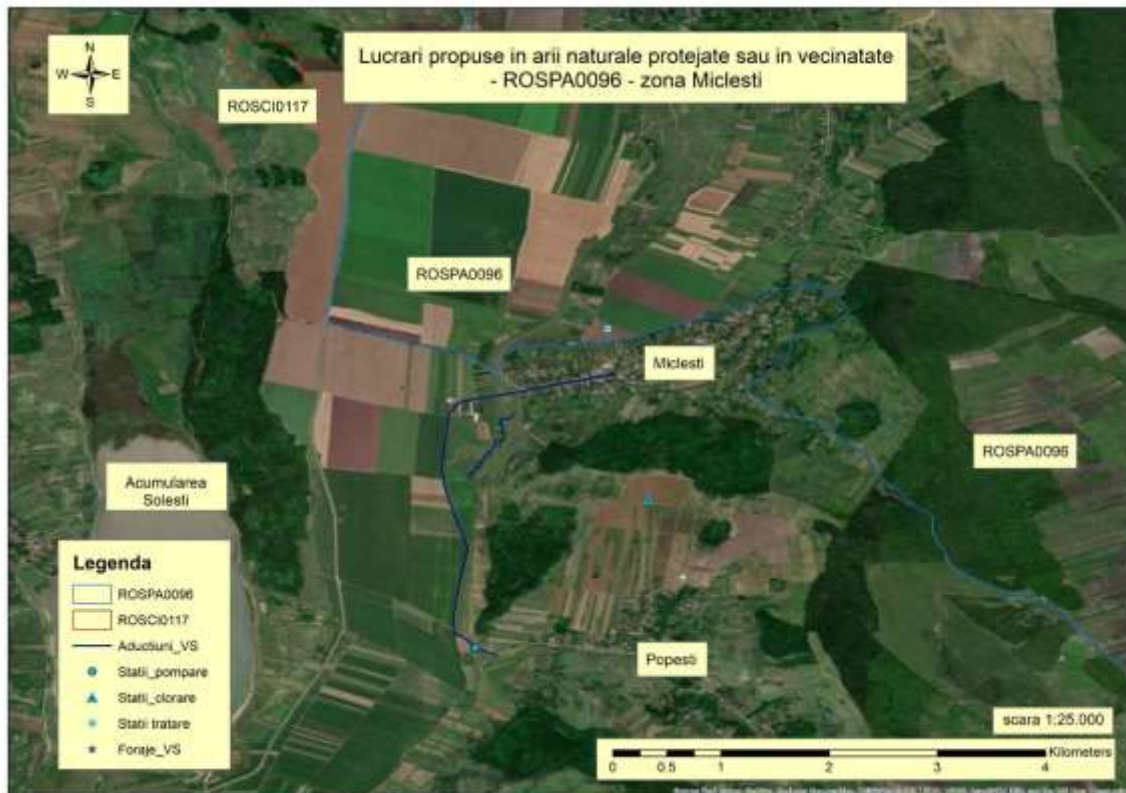 Lucrari propuse in arii naturale protejate sau in vecinatate
- ROSPA0096 - zona Miclesti
N
W E
S
ROSCI0117
ROSPA0096
Miclesti
ROSPA0096
Acumularea
Solesti
Legenda
ROSPA0096
ROSCI0117
Aductiuni_VS
Statii_pompare
Statii_clorare
Statii tratare
Foraje_VS
Popesti
scara 1:25.000
Kilometers
0 0.5 1 2 3 4